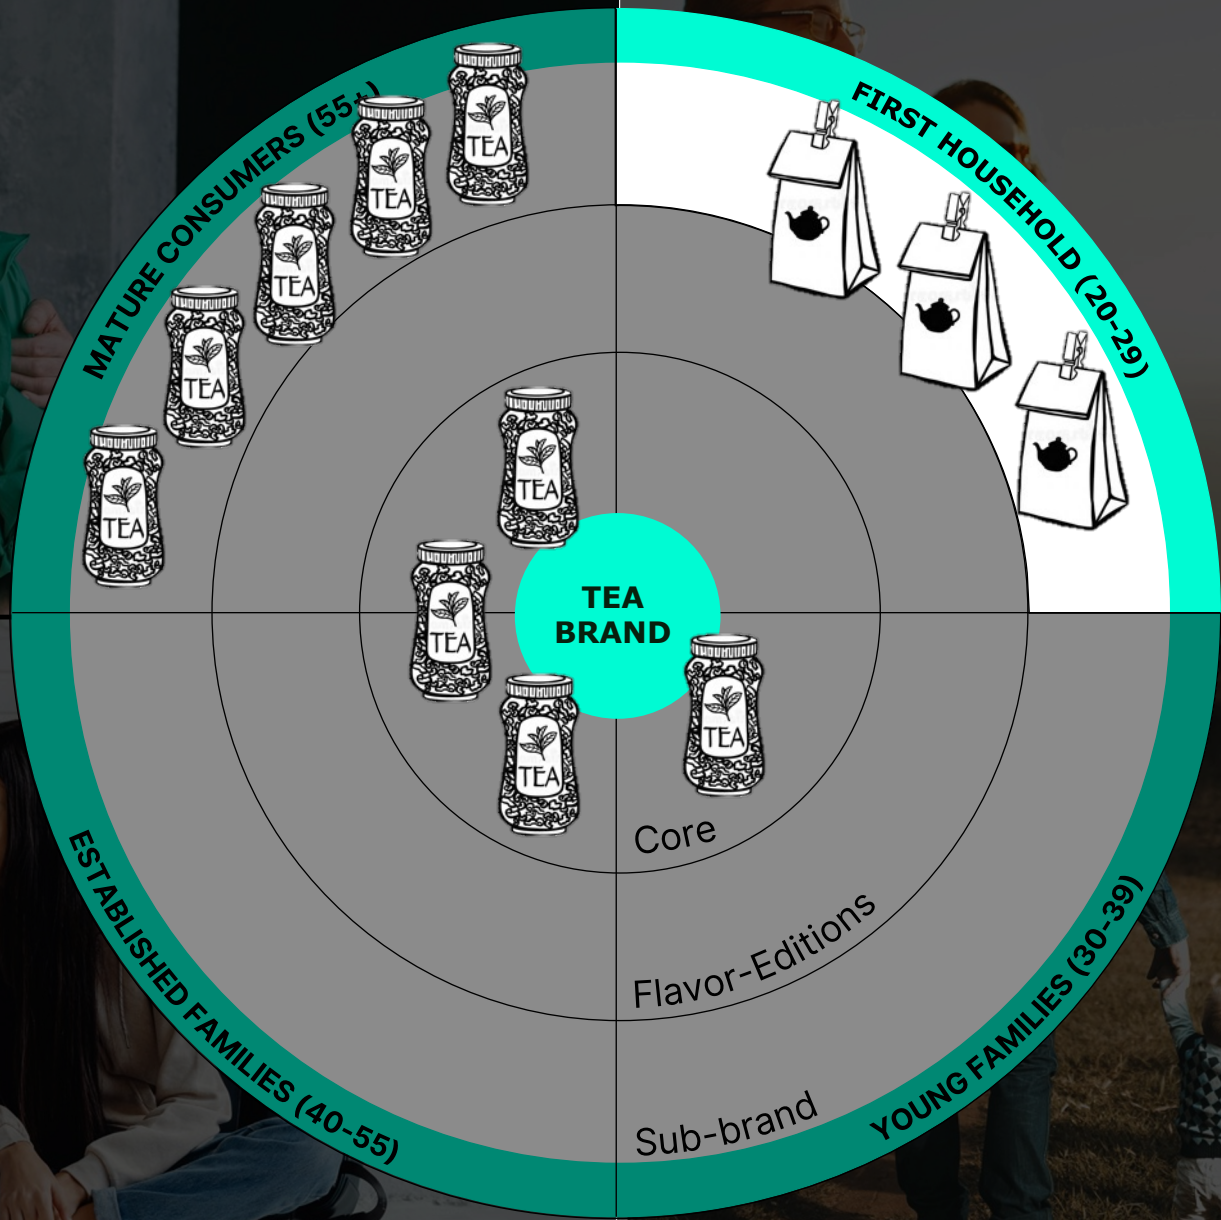 MATURE CONSUMERS (55+)
FIRST HOUSEHOLD (20-29)
TEA
TEA
TEA
TEA
TEA
TEA
TEA
TEA
TEA
TEA
BRAND
Core
Flavor-Editions
Sub-brand
ESTABLISHED FAMILIES (40-55)
YOUNG FAMILIES (30-39)